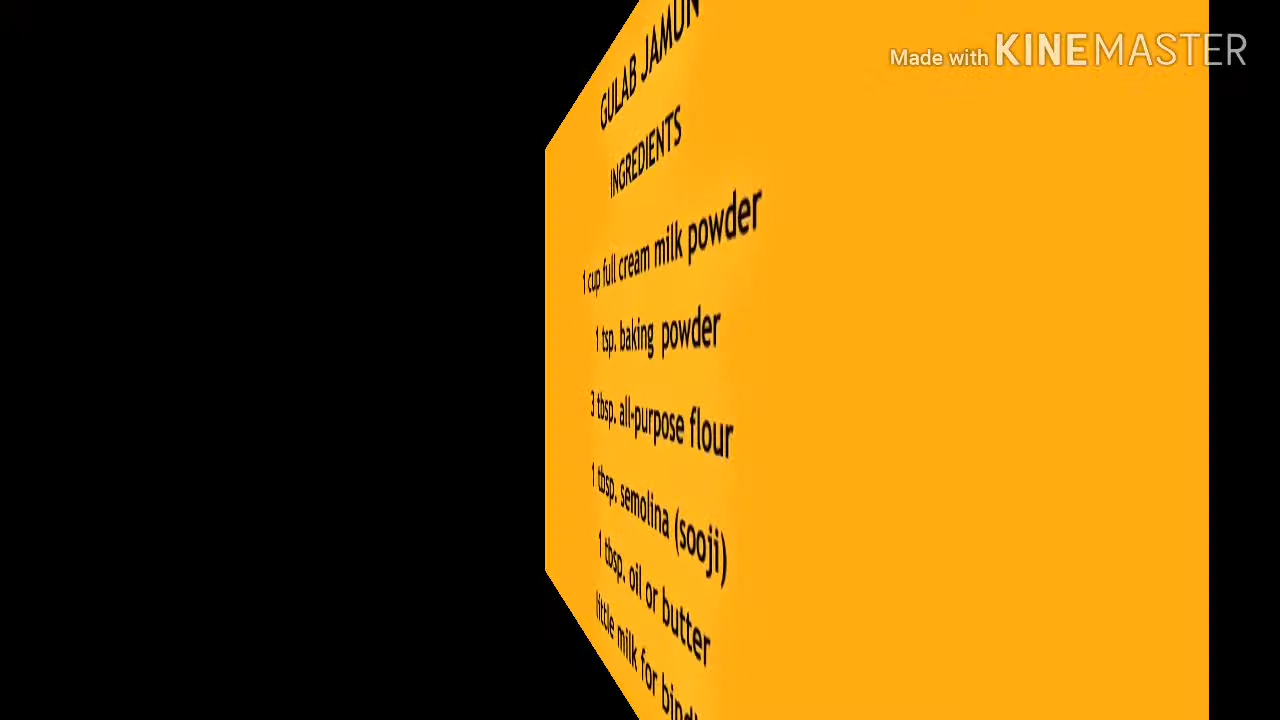 Made with KINEMASTER
GULAB JAMUN
INGREDIENTS
1 cup full cream milk powder
1 tsp. baking powder
3 tbsp. all-purpose flour
1 tbsp. semolina (sooji)
1 tbsp. oil or butter
little milk for